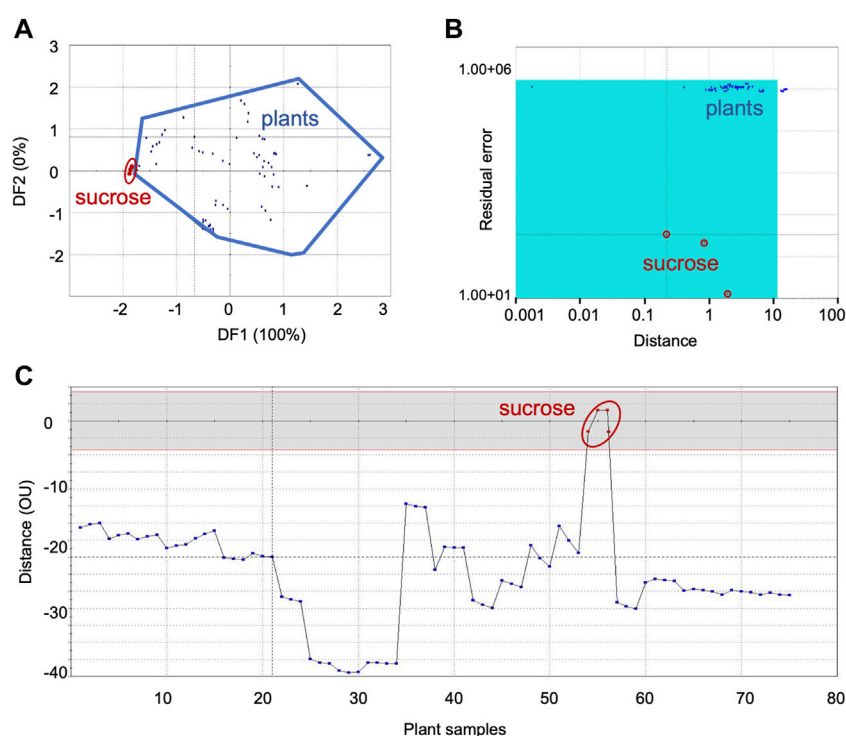 A
3
2
1
0
-1
-2
DF2 (0%)
plants
sucrose
-2 -1 0 1 2 3
DF1 (100%)
B
1.00+06
1.00+01
Residual error
plants
sucrose
0.001 0.01 0.1 1 10 100
Distance
C
0
-10
-20
-30
-40
Distance (OU)
sucrose
10 20 30 40 50 60 70 80
Plant samples